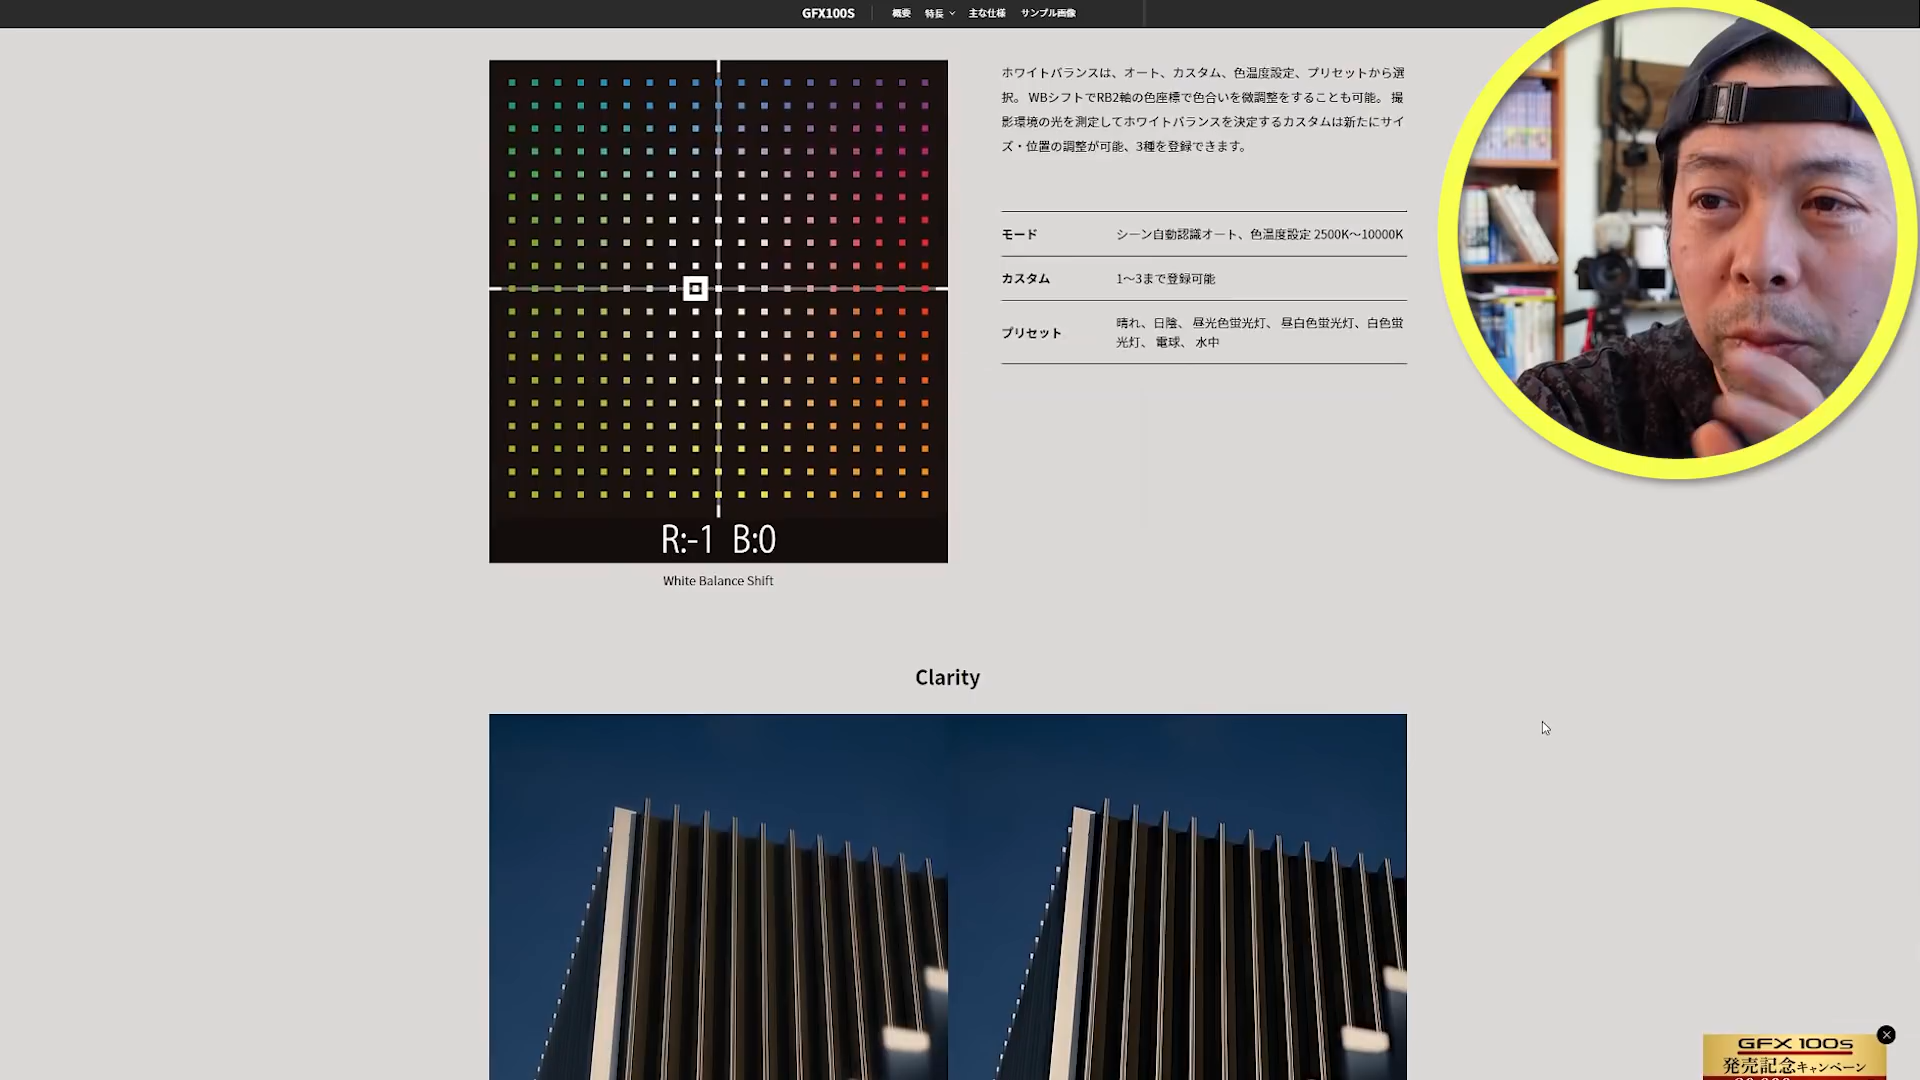 GFX100S 概要 特長 主な仕様 サンプル画像
ホワイトバランスは、オート、カスタム、色温度設定、プリセットから選
択。 WBシフトでRB2軸の色座標で色合いを微調整をすることも可能。 撮
影環境の光を測定してホワイトバランスを決定するカスタムは新たにサイ
ズ・位置の調整が可能、3種を登録できます。
モード シーン自動認識オート、色温度設定 2500K〜10000K
カスタム 1〜3まで登録可能
プリセット 晴れ、日陰、 昼光色蛍光灯、 昼白色蛍光灯、白色蛍
光灯、 電球、 水中
R:-1 B:0
White Balance Shift
Clarity
GFX 100S
発売記念キャンペーン